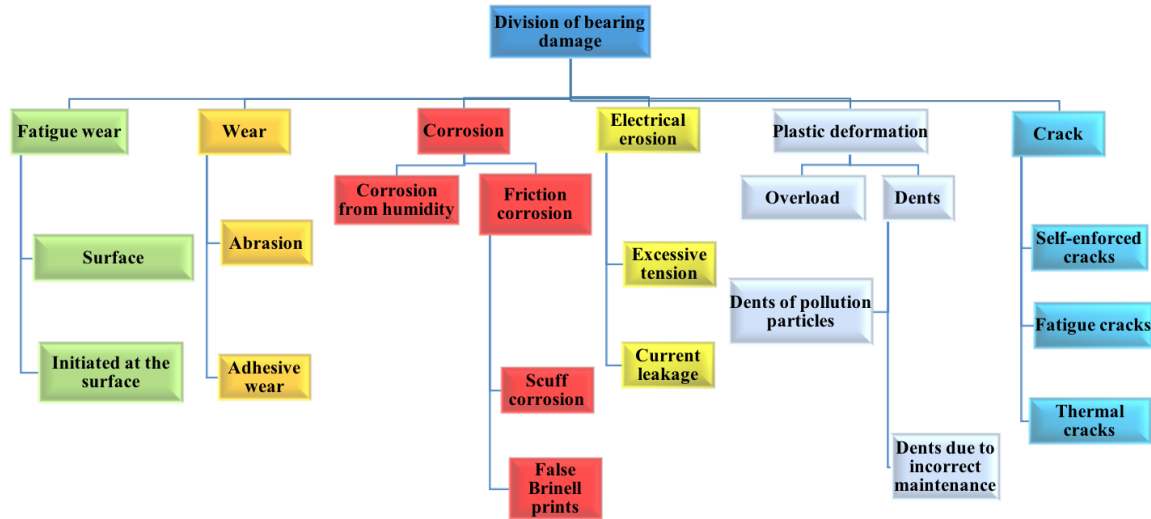 Division of bearing
damage
Fatigue wear
Wear
Corrosion
Electrical
erosion
Plastic deformation
Crack
Corrosion
from humidity
Friction
corrosion
Overload
Dents
Surface
Abrasion
Excessive
tension
Self-enforced
cracks
Dents of pollution
particles
Fatigue cracks
Initiated at the
surface
Adhesive
wear
Scuff
corrosion
Current
leakage
Thermal
cracks
False
Brinell
prints
Dents due to
incorrect
maintenance